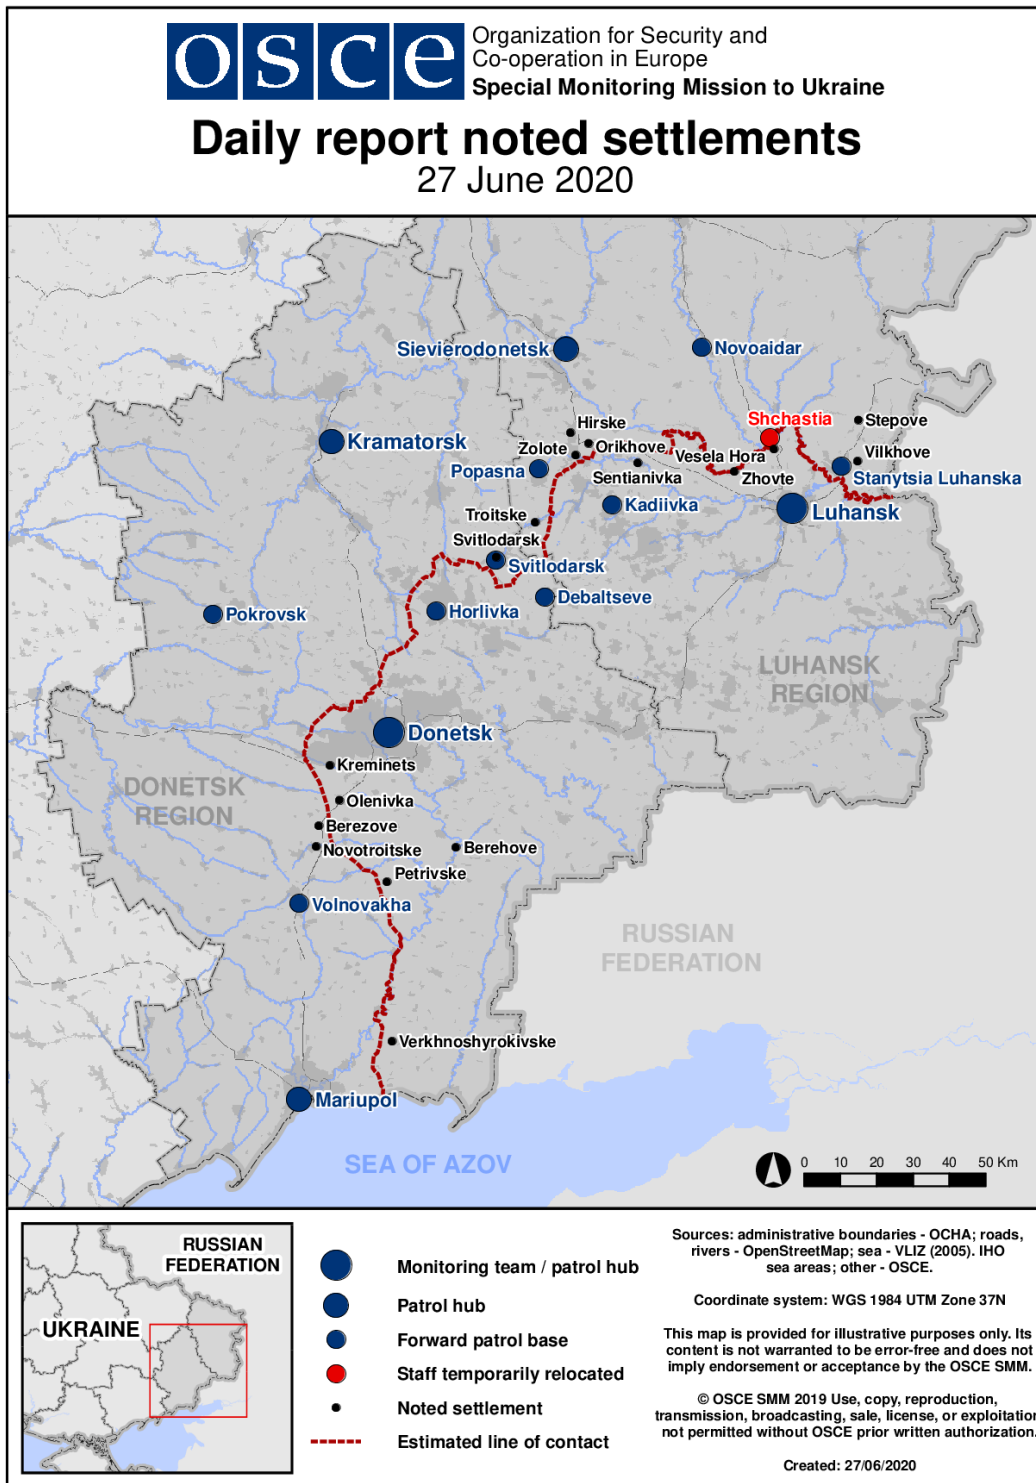 osce
Organization for Security and
Co-operation in Europe
Special Monitoring Mission to Ukraine
Daily report noted settlements
27 June 2020
Sievierodonetsk
Novoaidar
Shchastia
Stepove
Hirske
Kramatorsk
Orikhove
Zolote
Vesela Hora
Vilkhove
Popasna
Sentianivka
Zhovte
Stanytsia Luhanska
Kadiivka
Luhansk
Troitske
Svitlodarsk
Svitlodarsk
Debaltseve
Pokrovsk
Horlivka
LUHANSK
REGION
Donetsk
Kreminets
DONETSK
REGION
Olenivka
Berezove
Novotroitske
Berehove
Petrivske
Volnovakha
RUSSIAN
FEDERATION
Verkhnoshyrokivske
Mariupol
SEA OF AZOV
0 10 20 30 40 50 Km
RUSSIAN
FEDERATION
UKRAINE
Monitoring team / patrol hub
Patrol hub
Forward patrol base
Staff temporarily relocated
Noted settlement
Estimated line of contact
Sources: administrative boundaries - OCHA; roads,
rivers - OpenStreetMap; sea - VLIZ (2005). IHO
sea areas; other - OSCE.
Coordinate system: WGS 1984 UTM Zone 37N
This map is provided for illustrative purposes only. Its
content is not warranted to be error-free and does not
imply endorsement or acceptance by the OSCE SMM.
© OSCE SMM 2019 Use, copy, reproduction,
transmission, broadcasting, sale, license, or exploitation
not permitted without OSCE prior written authorization.
Created: 27/06/2020